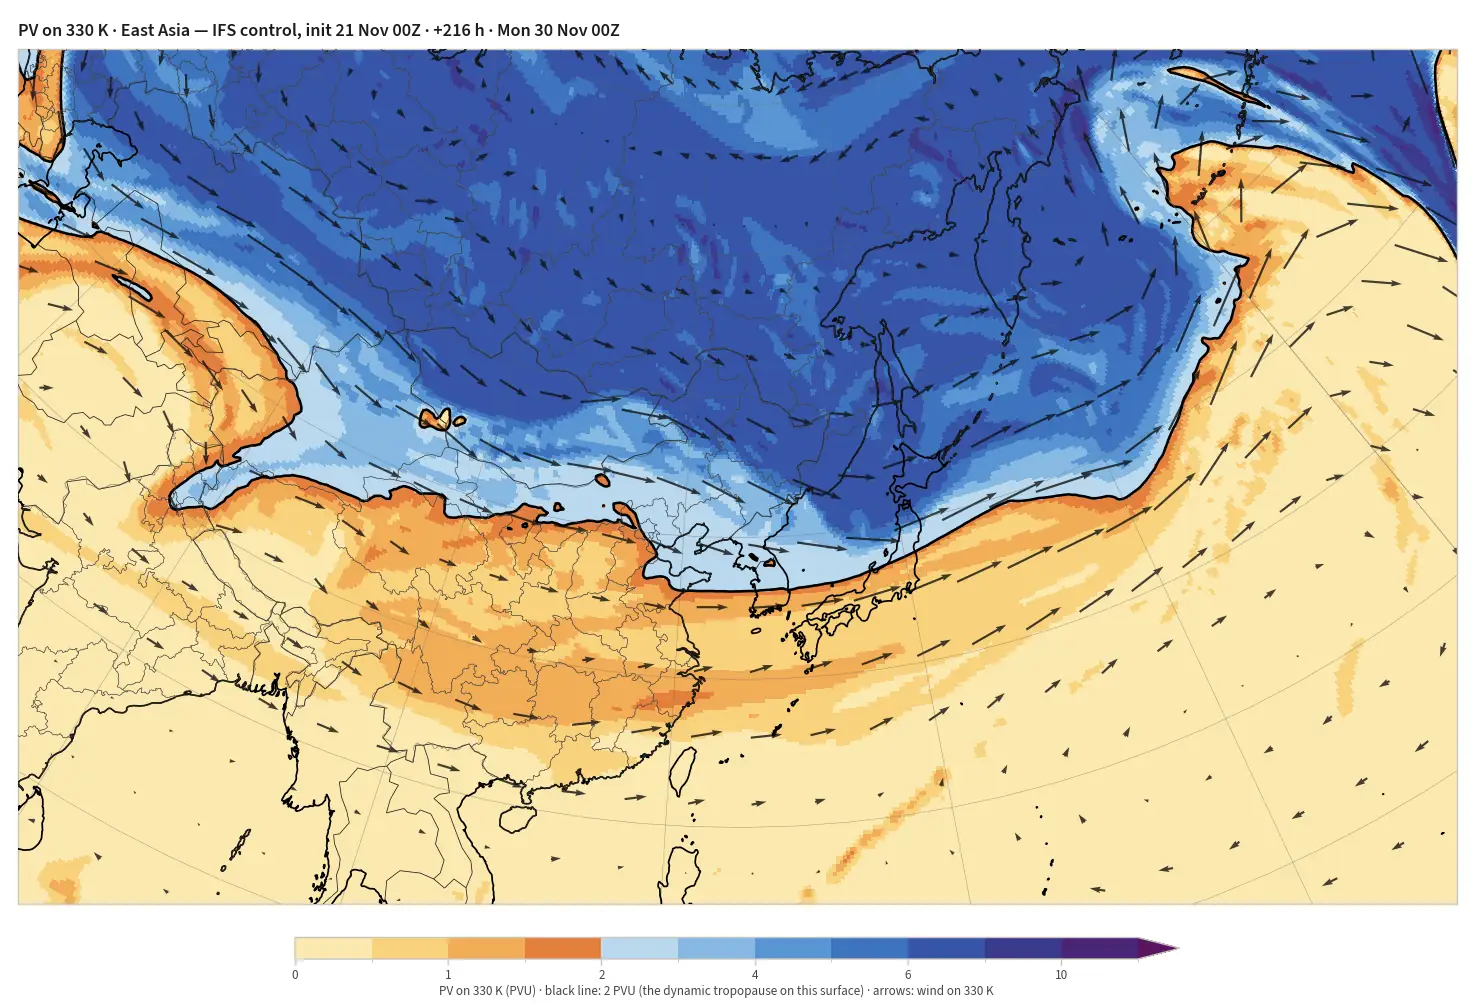 PV on 330 K · East Asia — IFS control, init 21 Nov 00Z · +216 h · Mon 30 Nov 00Z
0 1 2 4 6 10
PV on 330 K (PVU) · black line: 2 PVU (the dynamic tropopause on this surface) · arrows: wind on 330 K